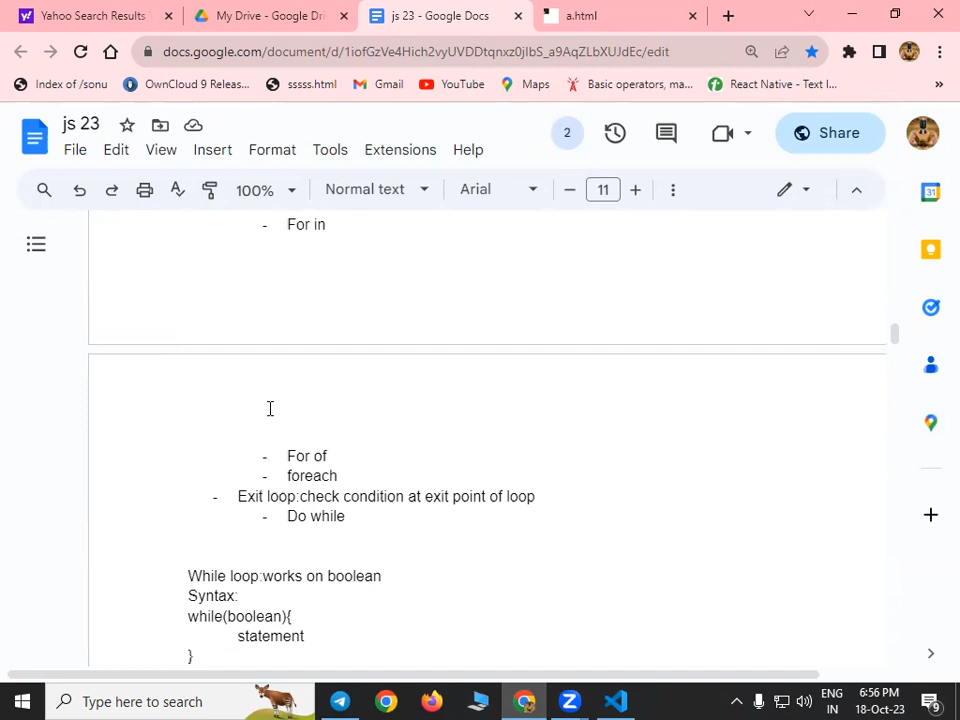 Yahoo Search Results
My Drive - Google Dri
js 23 - Google Docs
a.html
docs.google.com/document/d/1iofGzVe4Hich2vyUVDDtqnxz0jIbS_a9AqZLbXUJdEc/edit
Index of /sonu
OwnCloud 9 Releas...
sssss.html
Gmail
YouTube
Maps
Basic operators, ma...
React Native - Text I...
»
js 23
2
Share
File Edit View Insert Format Tools Extensions Help
100% Normal text Arial 11
31
- For in
- For of
- foreach
- Exit loop:check condition at exit point of loop
- Do while
While loop:works on boolean
Syntax:
while(boolean){
statement
}
Type here to search
ENG
IN
6:56 PM
18-Oct-23
9